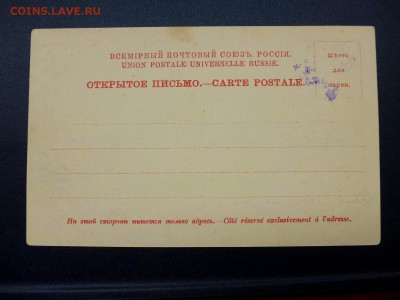 COINS.LAVE.RU
ВСЕМІРНЫЙ ПОЧТОВЫЙ СОЮЗЪ. РОССІЯ.
UNION POSTALE UNIVERSELLE RUSSIE.
ОТКРЫТОЕ ПИСЬМО.—CARTE POSTALE.
Мѣсто
для
марки.
На этой сторонѣ пишется только адресъ.—Côté réservé exclusivement à l'adresse.